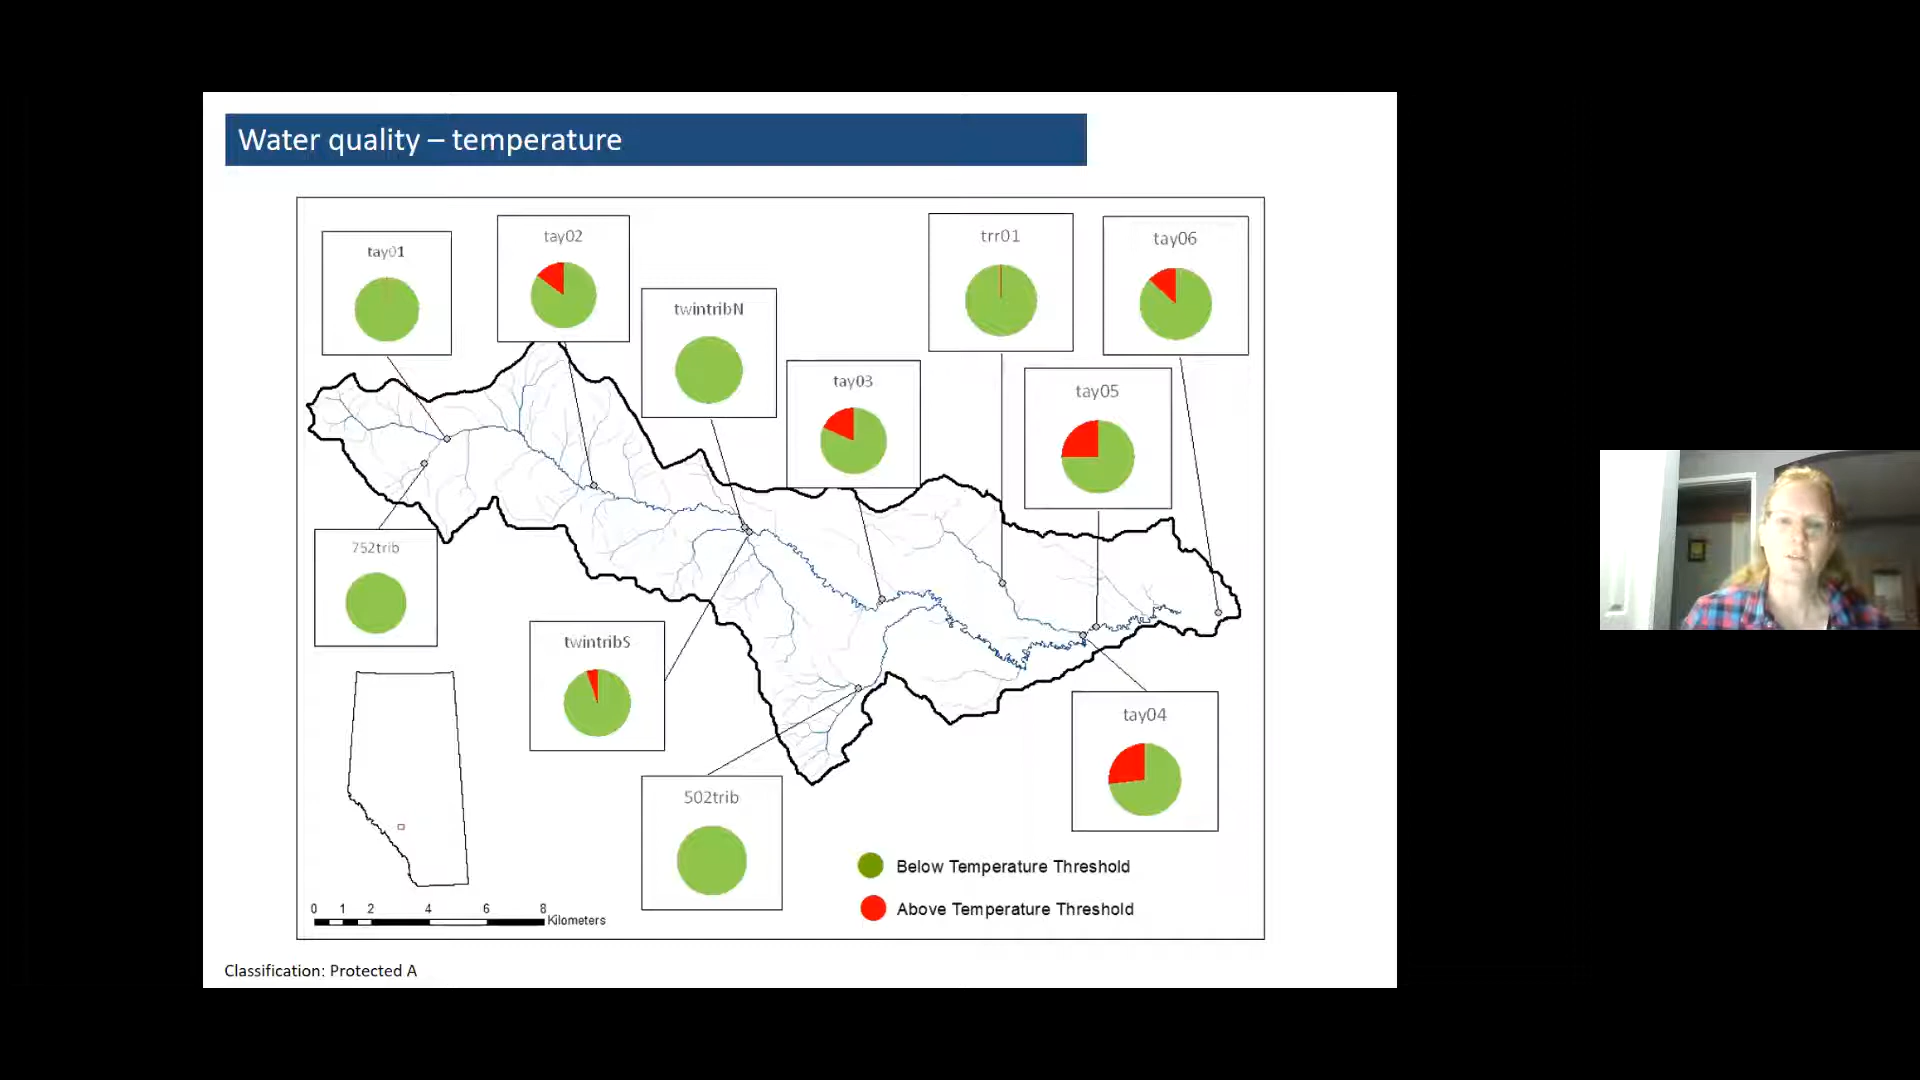 Water quality – temperature
tay01
tay02
twintribN
tay03
trr01
tay06
tay05
752trib
twintribS
502trib
tay04
Below Temperature Threshold
Above Temperature Threshold
0 1 2 4 6 8
Kilometers
Classification: Protected A